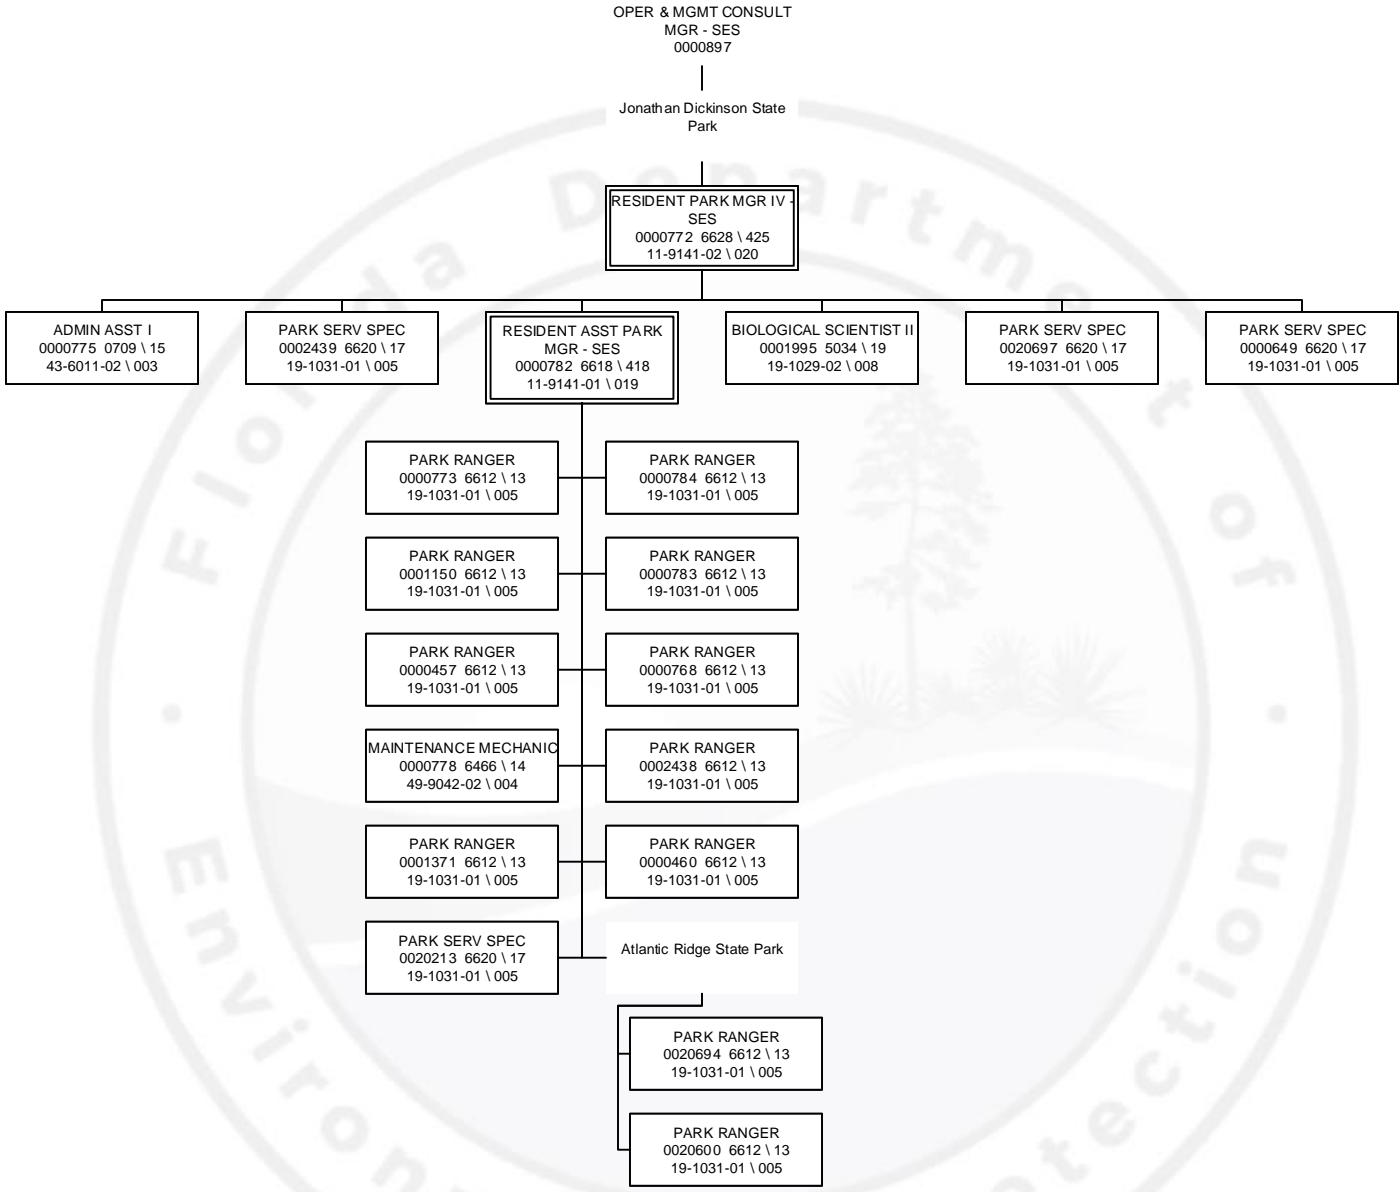 OPER & MGMT CONSULT
MGR - SES
0000897
Jonathan Dickinson State
Park
RESIDENT PARK MGR IV -
SES
0000772 6628 \ 425
11-9141-02 \ 020
ADMIN ASST I
0000775 0709 \ 15
43-6011-02 \ 003
PARK SERV SPEC
0002439 6620 \ 17
19-1031-01 \ 005
RESIDENT ASST PARK
MGR - SES
0000782 6618 \ 418
11-9141-01 \ 019
BIOLOGICAL SCIENTIST II
0001995 5034 \ 19
19-1029-02 \ 008
PARK SERV SPEC
0020697 6620 \ 17
19-1031-01 \ 005
PARK SERV SPEC
0000649 6620 \ 17
19-1031-01 \ 005
PARK RANGER
0000773 6612 \ 13
19-1031-01 \ 005
PARK RANGER
0000784 6612 \ 13
19-1031-01 \ 005
PARK RANGER
0001150 6612 \ 13
19-1031-01 \ 005
PARK RANGER
0000783 6612 \ 13
19-1031-01 \ 005
PARK RANGER
0000457 6612 \ 13
19-1031-01 \ 005
PARK RANGER
0000768 6612 \ 13
19-1031-01 \ 005
MAINTENANCE MECHANIC
0000778 6466 \ 14
49-9042-02 \ 004
PARK RANGER
0002438 6612 \ 13
19-1031-01 \ 005
PARK RANGER
0001371 6612 \ 13
19-1031-01 \ 005
PARK RANGER
0000460 6612 \ 13
19-1031-01 \ 005
PARK SERV SPEC
0020213 6620 \ 17
19-1031-01 \ 005
Atlantic Ridge State Park
PARK RANGER
0020694 6612 \ 13
19-1031-01 \ 005
PARK RANGER
0020600 6612 \ 13
19-1031-01 \ 005
Florida Department of